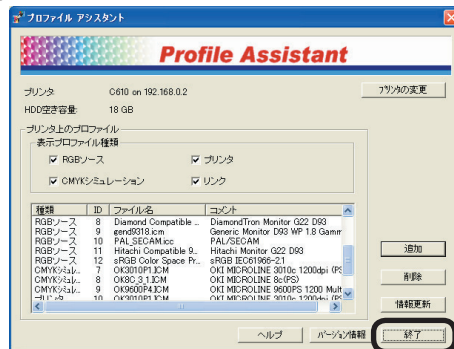 プロファイル アシスタント
Profile Assistant
プリンタ C610 on 192.168.0.2 プリンタの変更
HDD空き容量: 18 GB
プリンタ上のプロファイル
表示プロファイル種類
RGBソース プリンタ
CMYKシミュレーション リンク
種類 ID ファイル名 コメント
RGBソース 8 Diamond Compatible ... DiamondTron Monitor G22 D93
RGBソース 9 gend9318.icm Generic Monitor D93 WP 1.8 Gamm
RGBソース 10 PAL_SECAM.icc PAL/SECAM
RGBソース 11 Hitachi Compatible 9... Hitachi Monitor G22 D93
RGBソース 12 sRGB Color Space Pr... sRGB IEC61966-2.1
CMYKシミュレ... 7 OK3010P1.ICM OKI MICROLINE 3010c 1200dpi (PS
CMYKシミュレ... 8 OK8C_3_1.ICM OKI MICROLINE 8c(PS)
CMYKシミュレ... 9 OK9600P4.ICM OKI MICROLINE 9600PS 1200 Mult
プリンタ 10 OK3010P1.ICM OKI MICROLINE 3010c 1200dpi (PS
追加
削除
情報更新
ヘルプ バージョン情報 終了